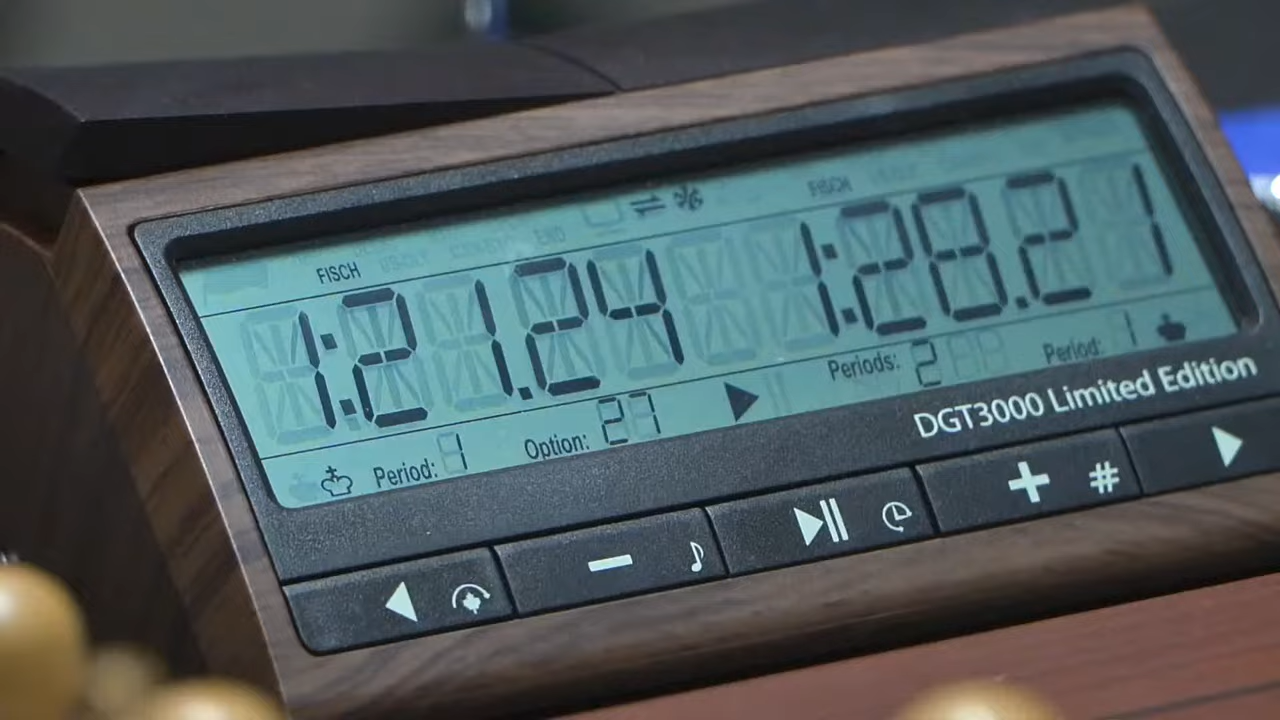 FISCH FISCH
1:21.24 1:28.21
Period: 1 Option: 27 Periods: 2 Period: 1
DGT3000 Limited Edition